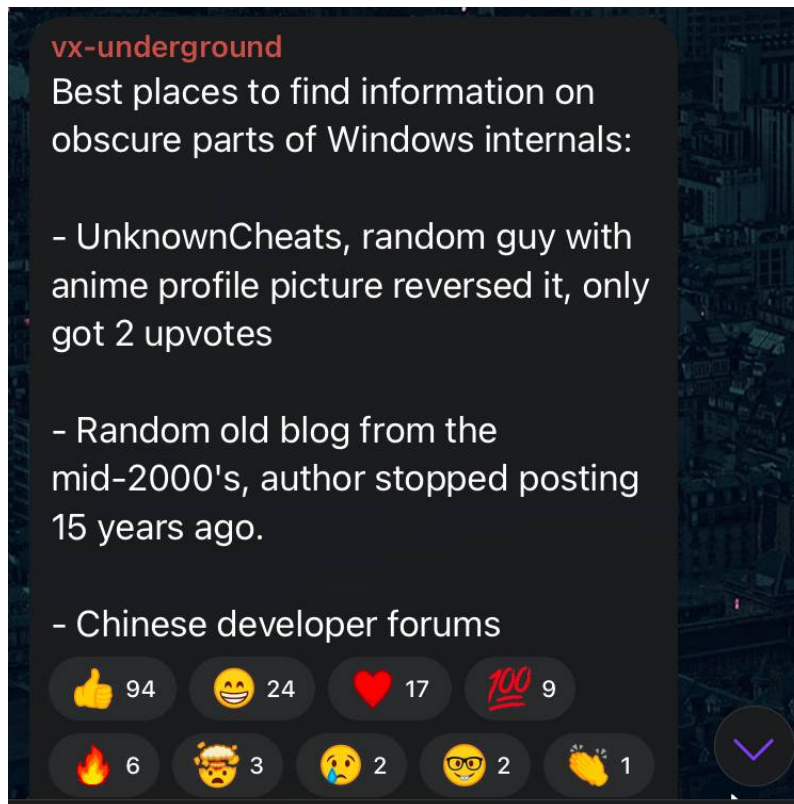 vx-underground
Best places to find information on
obscure parts of Windows internals:
- UnknownCheats, random guy with
anime profile picture reversed it, only
got 2 upvotes
- Random old blog from the
mid-2000's, author stopped posting
15 years ago.
- Chinese developer forums
👍 94 😁 24 ❤️ 17 💯 9
🔥 6 🤯 3 😢 2 🤓 2 👏 1